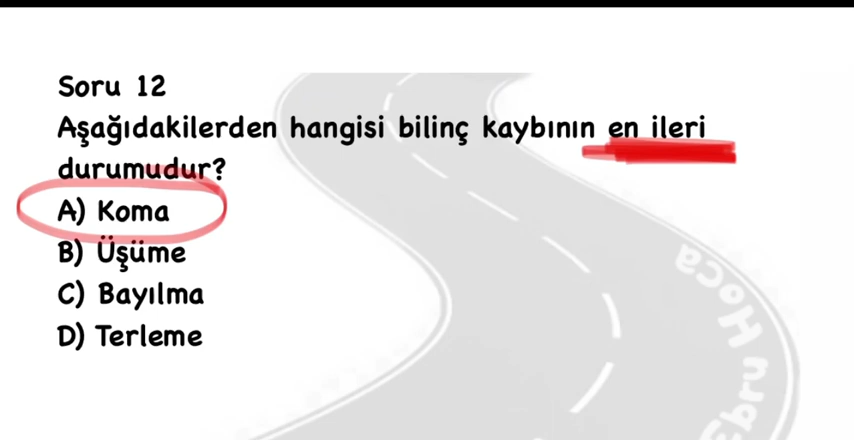 Soru 12
Aşağıdakilerden hangisi bilinç kaybının en ileri
durumudur?
A) Koma
B) Üşüme
C) Bayılma
D) Terleme
Ebru Hoca